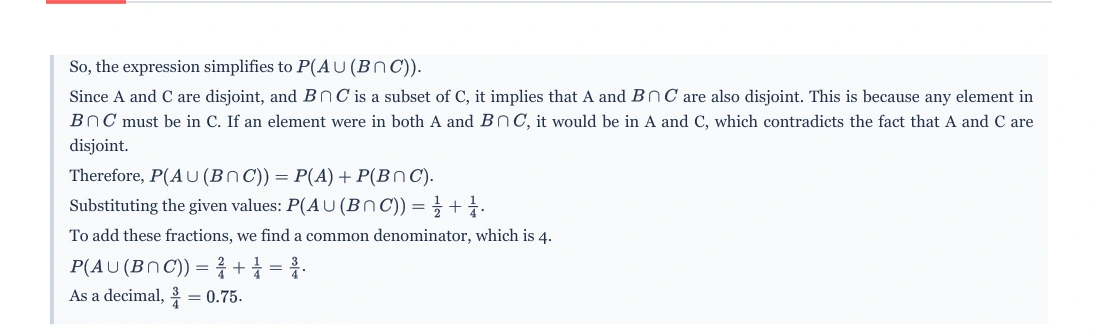 So, the expression simplifies to P(A ∪ (B ∩ C)).
Since A and C are disjoint, and B ∩ C is a subset of C, it implies that A and B ∩ C are also disjoint. This is because any element in
B ∩ C must be in C. If an element were in both A and B ∩ C, it would be in A and C, which contradicts the fact that A and C are
disjoint.
Therefore, P(A ∪ (B ∩ C)) = P(A) + P(B ∩ C).
Substituting the given values: P(A ∪ (B ∩ C)) = 1/2 + 1/4.
To add these fractions, we find a common denominator, which is 4.
P(A ∪ (B ∩ C)) = 2/4 + 1/4 = 3/4.
As a decimal, 3/4 = 0.75.